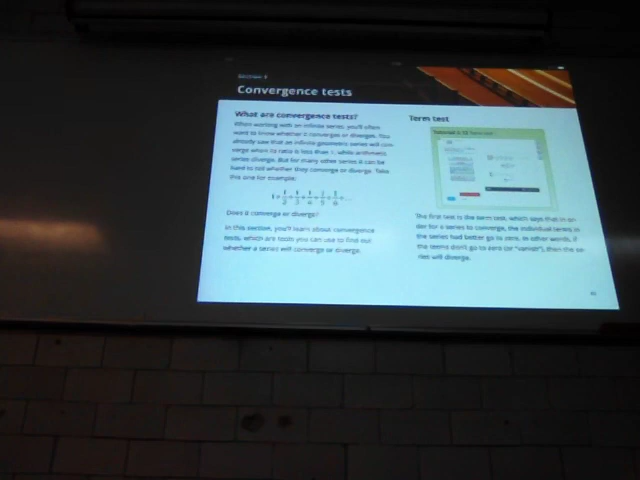 Section 3
Convergence tests
What are convergence tests?
When working with an infinite series, you'll often
want to know whether it converges or diverges. You
already saw that an infinite geometric series will con-
verge when its ratio is less than 1, while arithmetic
series diverge. But for many other series it can be
hard to tell whether they converge or diverge. Take
this one for example:
Does it converge or diverge?
In this section, you'll learn about convergence
tests, which are tools you can use to find out
whether a series will converge or diverge.
Term test
The first test is the term test, which says that in or-
der for a series to converge, the individual terms in
the series had better go to zero. In other words, if
the terms don't go to zero (or "vanish"), then the se-
ries will diverge.